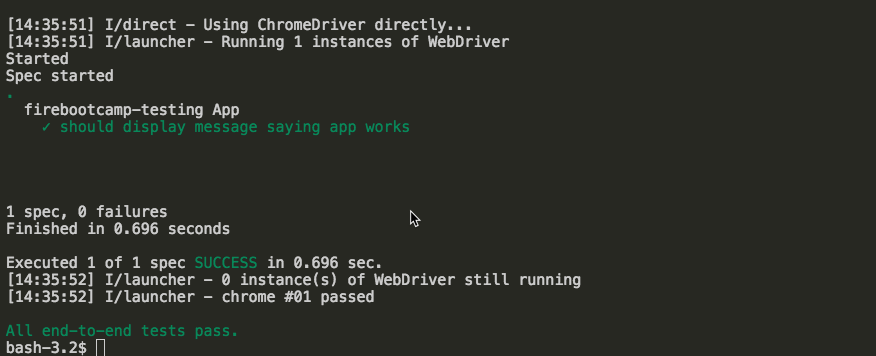 [14:35:51] I/direct - Using ChromeDriver directly...
[14:35:51] I/launcher - Running 1 instances of WebDriver
Started
Spec started
.
firebootcamp-testing App
✓ should display message saying app works
1 spec, 0 failures
Finished in 0.696 seconds
Executed 1 of 1 spec SUCCESS in 0.696 sec.
[14:35:52] I/launcher - 0 instance(s) of WebDriver still running
[14:35:52] I/launcher - chrome #01 passed
All end-to-end tests pass.
bash-3.2$